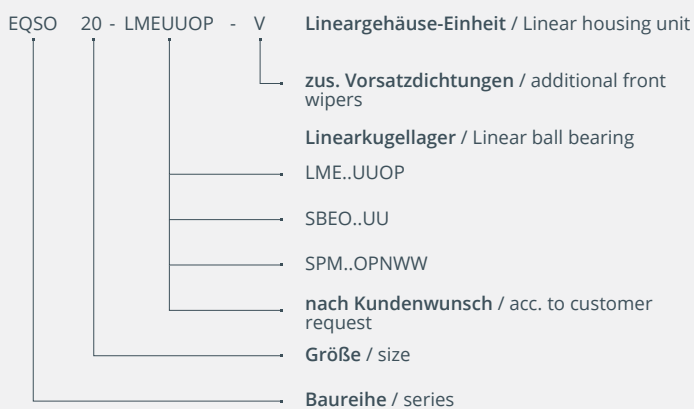 EQSO 20 - LMEUUOP - V Lineargehäuse-Einheit / Linear housing unit
zus. Vorsatzdichtungen / additional front
wipers
Linearkugellager / Linear ball bearing
LME..UUOP
SBEO..UU
SPM..OPNWW
nach Kundenwunsch / acc. to customer
request
Größe / size
Baureihe / series